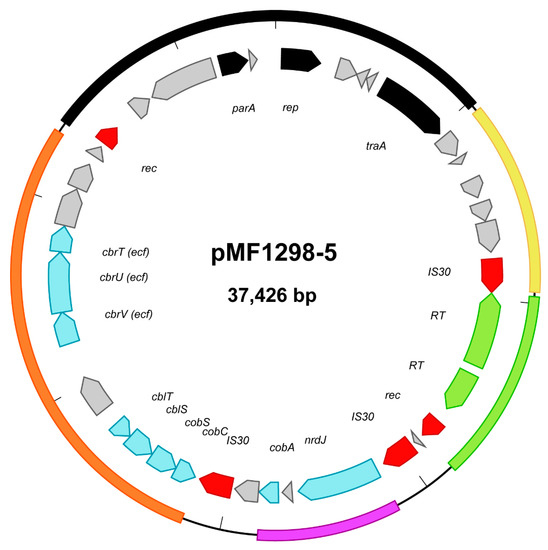 parA
rep
traA
rec
cbrT (ecf)
cbrU (ecf)
cbrV (ecf)
pMF1298-5
37,426 bp
IS30
RT
RT
rec
IS30
cblT
cblS
cobS
cobC
IS30
cobA
nrdJ